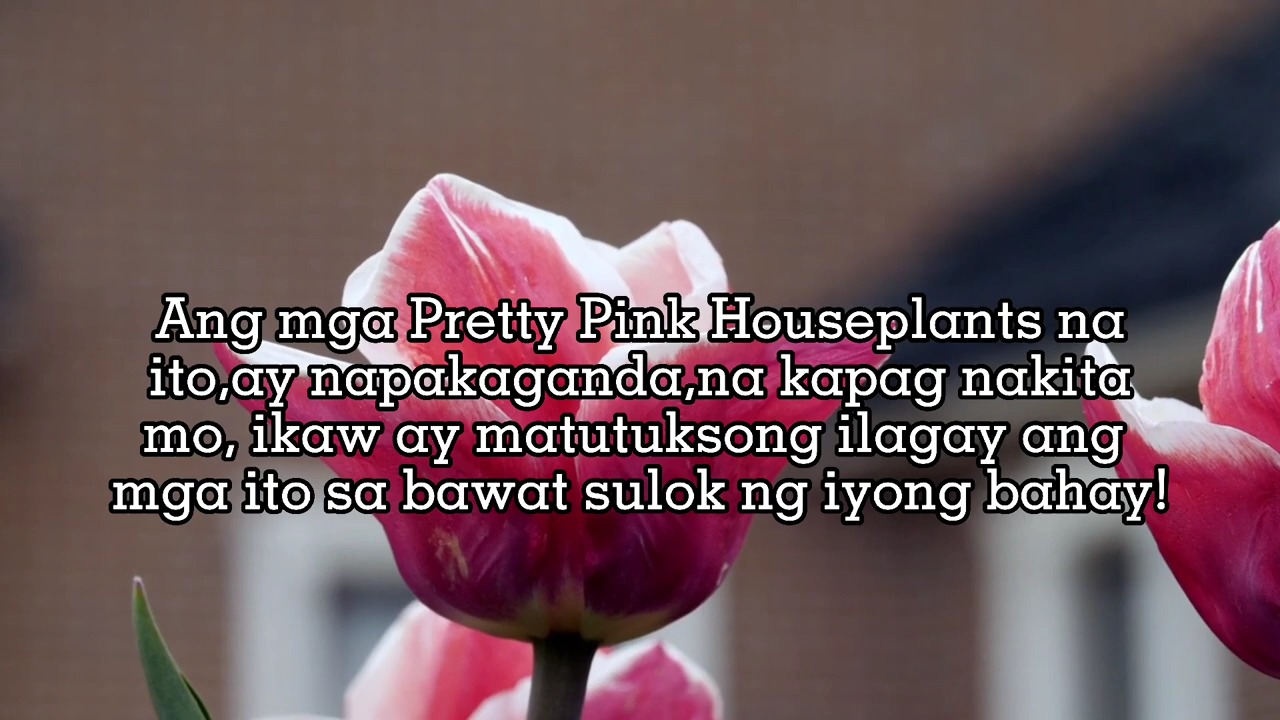 Ang mga Pretty Pink Houseplants na
ito,ay napakaganda,na kapag nakita
mo, ikaw ay matutuksong ilagay ang
mga ito sa bawat sulok ng iyong bahay!